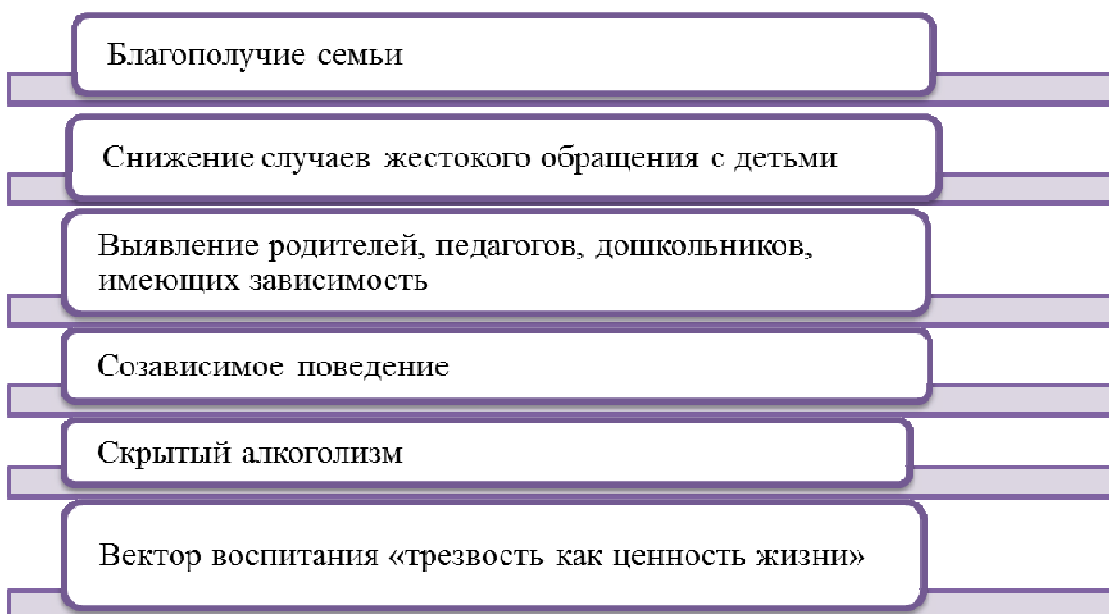 Благополучие семьи
Снижение случаев жестокого обращения с детьми
Выявление родителей, педагогов, дошкольников,
имеющих зависимость
Созависимое поведение
Скрытый алкоголизм
Вектор воспитания «трезвость как ценность жизни»